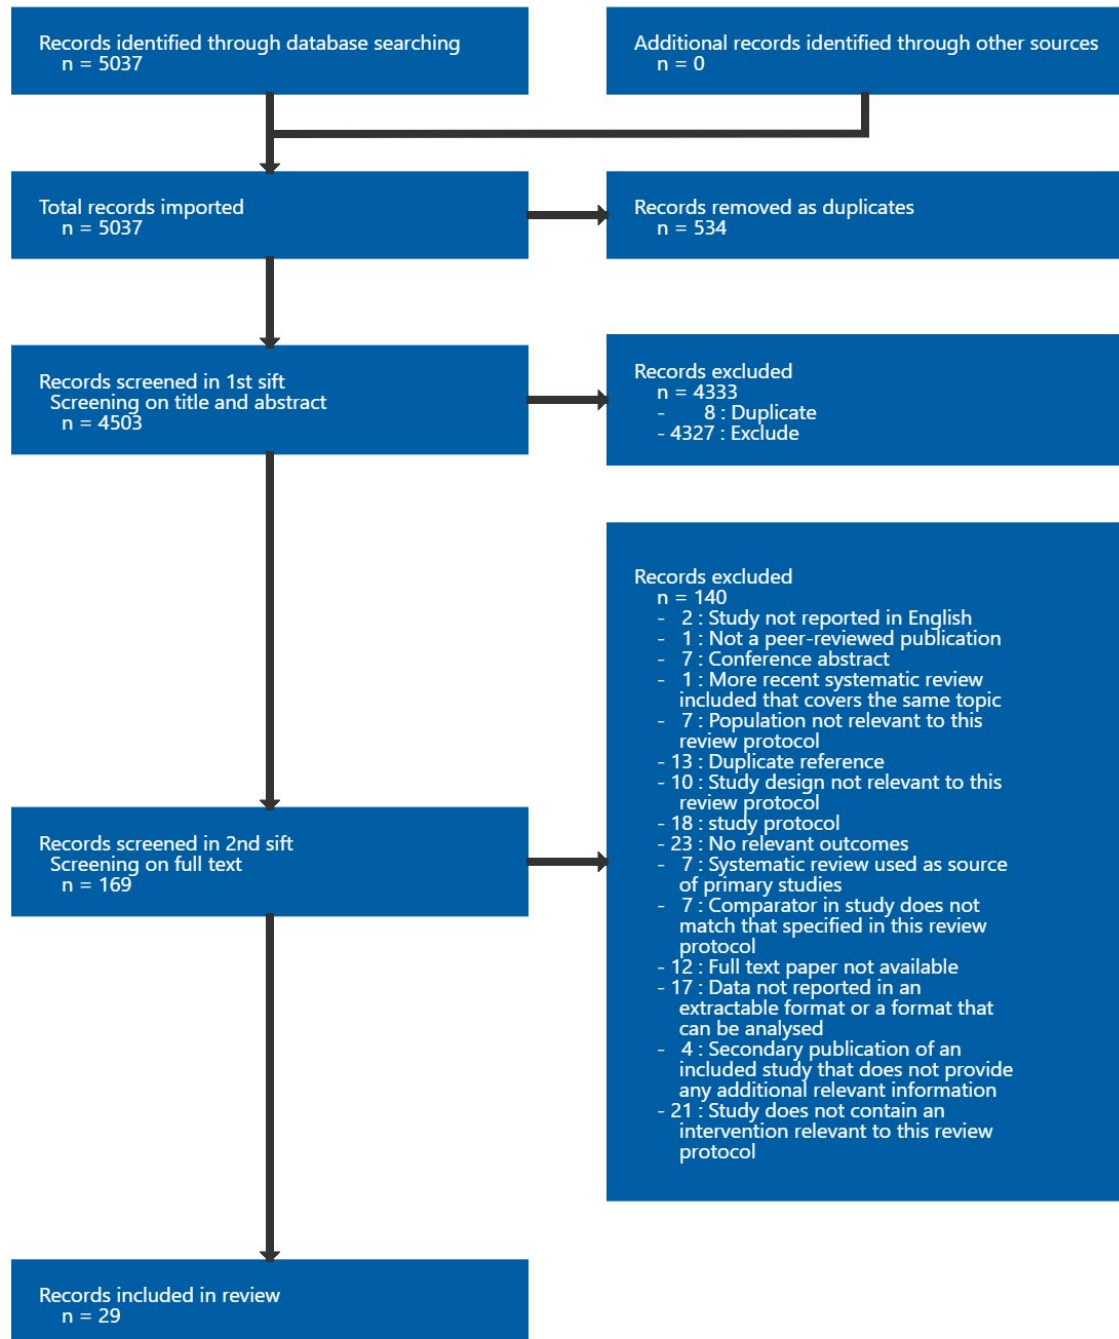 Records identified through database searching
n = 5037
Additional records identified through other sources
n = 0
Total records imported
n = 5037
Records removed as duplicates
n = 534
Records screened in 1st sift
Screening on title and abstract
n = 4503
Records excluded
n = 4333
- 8 : Duplicate
- 4327 : Exclude
Records excluded
n = 140
- 2 : Study not reported in English
- 1 : Not a peer-reviewed publication
- 7 : Conference abstract
- 1 : More recent systematic review
included that covers the same topic
- 7 : Population not relevant to this
review protocol
- 13 : Duplicate reference
- 10 : Study design not relevant to this
review protocol
- 18 : study protocol
- 23 : No relevant outcomes
- 7 : Systematic review used as source
of primary studies
- 7 : Comparator in study does not
match that specified in this review
protocol
- 12 : Full text paper not available
- 17 : Data not reported in an
extractable format or a format that
can be analysed
- 4 : Secondary publication of an
included study that does not provide
any additional relevant information
- 21 : Study does not contain an
intervention relevant to this review
protocol
Records screened in 2nd sift
Screening on full text
n = 169
Records included in review
n = 29